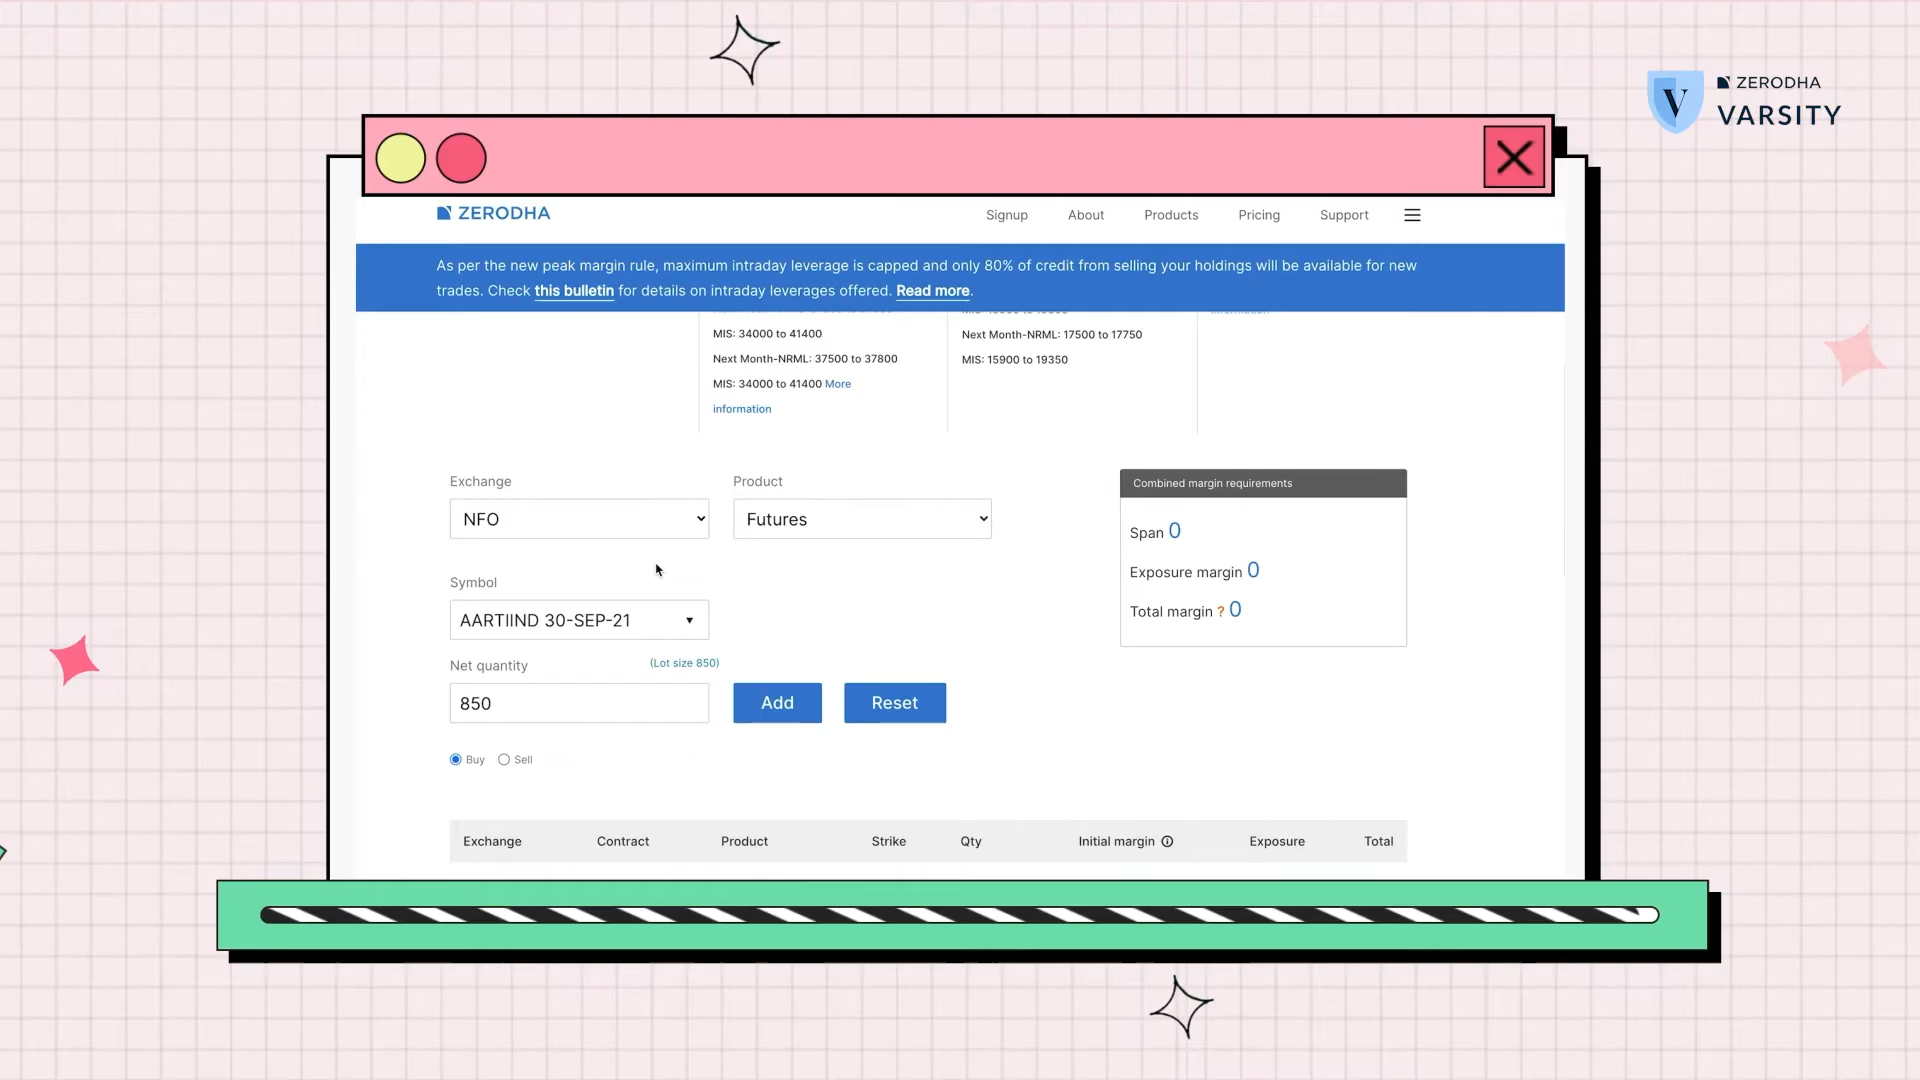 ZERODHA
VARSITY
ZERODHA
Signup About Products Pricing Support
As per the new peak margin rule, maximum intraday leverage is capped and only 80% of credit from selling your holdings will be available for new
trades. Check this bulletin for details on intraday leverages offered. Read more.
MIS: 34000 to 41400
Next Month-NRML: 37500 to 37800
MIS: 34000 to 41400 More
information
Next Month-NRML: 17500 to 17750
MIS: 15900 to 19350
Exchange
NFO
Product
Futures
Symbol
AARTIIND 30-SEP-21
Net quantity
(Lot size 850)
850
Add
Reset
Buy Sell
Combined margin requirements
Span 0
Exposure margin 0
Total margin ? 0
Exchange Contract Product Strike Qty Initial margin Exposure Total